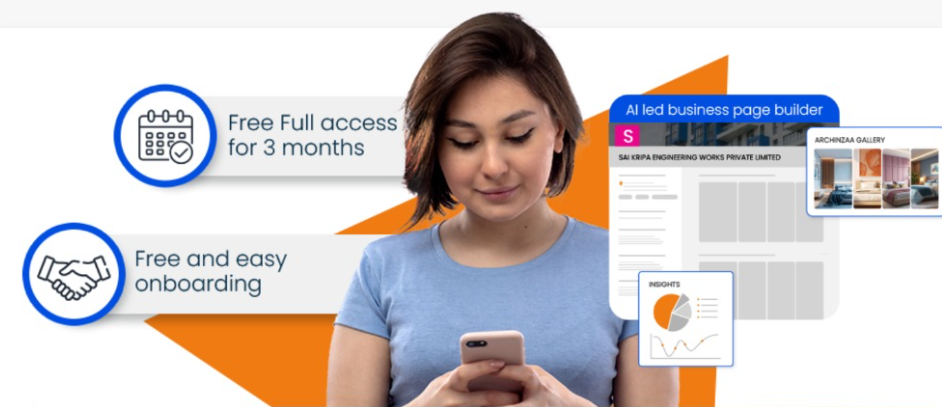 Free Full access
for 3 months
Free and easy
onboarding
AI led business page builder
S
SAI KRIPA ENGINEERING WORKS PRIVATE LIMITED
ARCHINZAA GALLERY
INSIGHTS